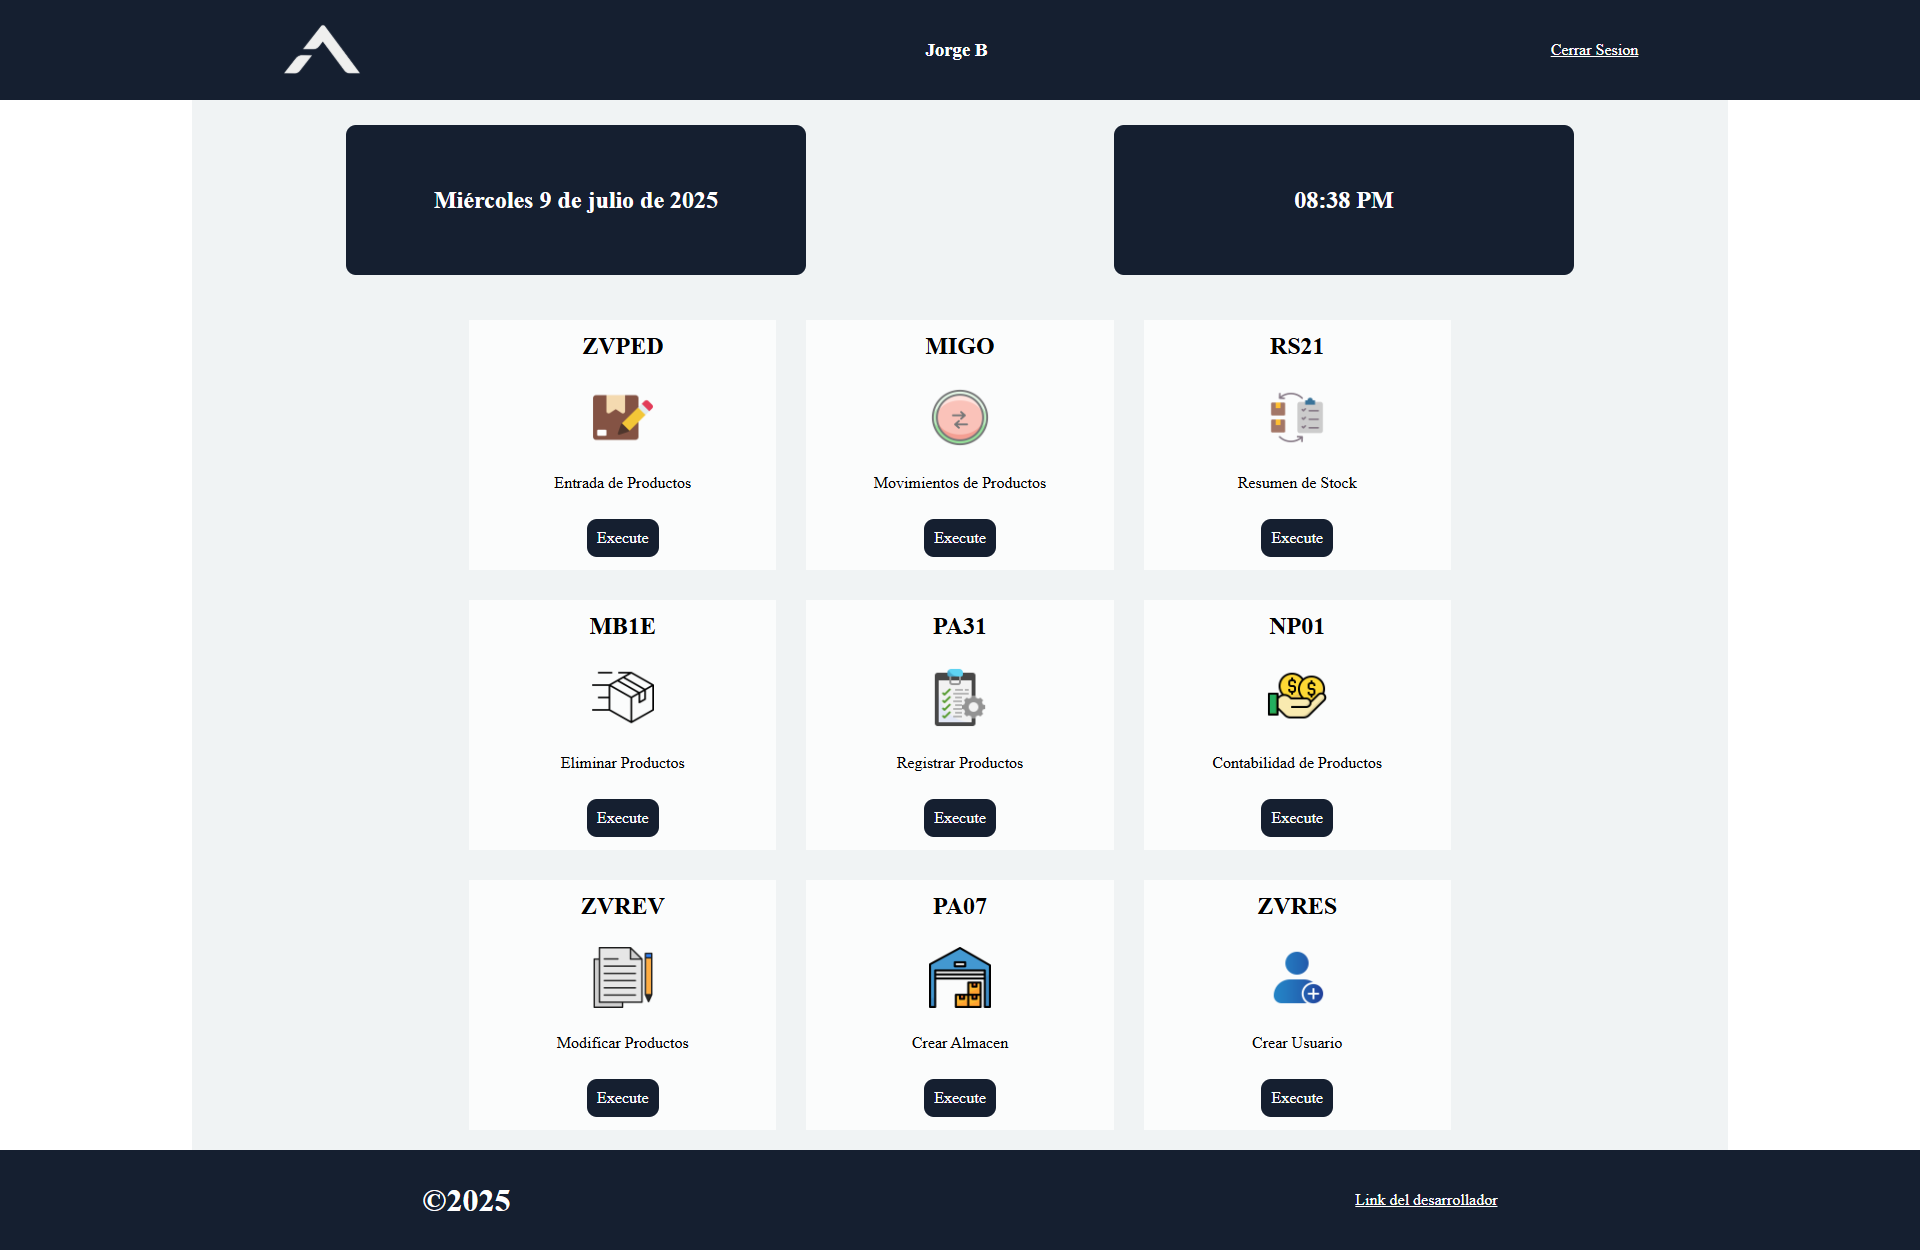 Jorge B
Cerrar Sesion
Miércoles 9 de julio de 2025
08:38 PM
ZVPED
Entrada de Productos
Execute
MIGO
Movimientos de Productos
Execute
RS21
Resumen de Stock
Execute
MB1E
Eliminar Productos
Execute
PA31
Registrar Productos
Execute
NP01
Contabilidad de Productos
Execute
ZVREV
Modificar Productos
Execute
PA07
Crear Almacen
Execute
ZVRES
Crear Usuario
Execute
©2025
Link del desarrollador